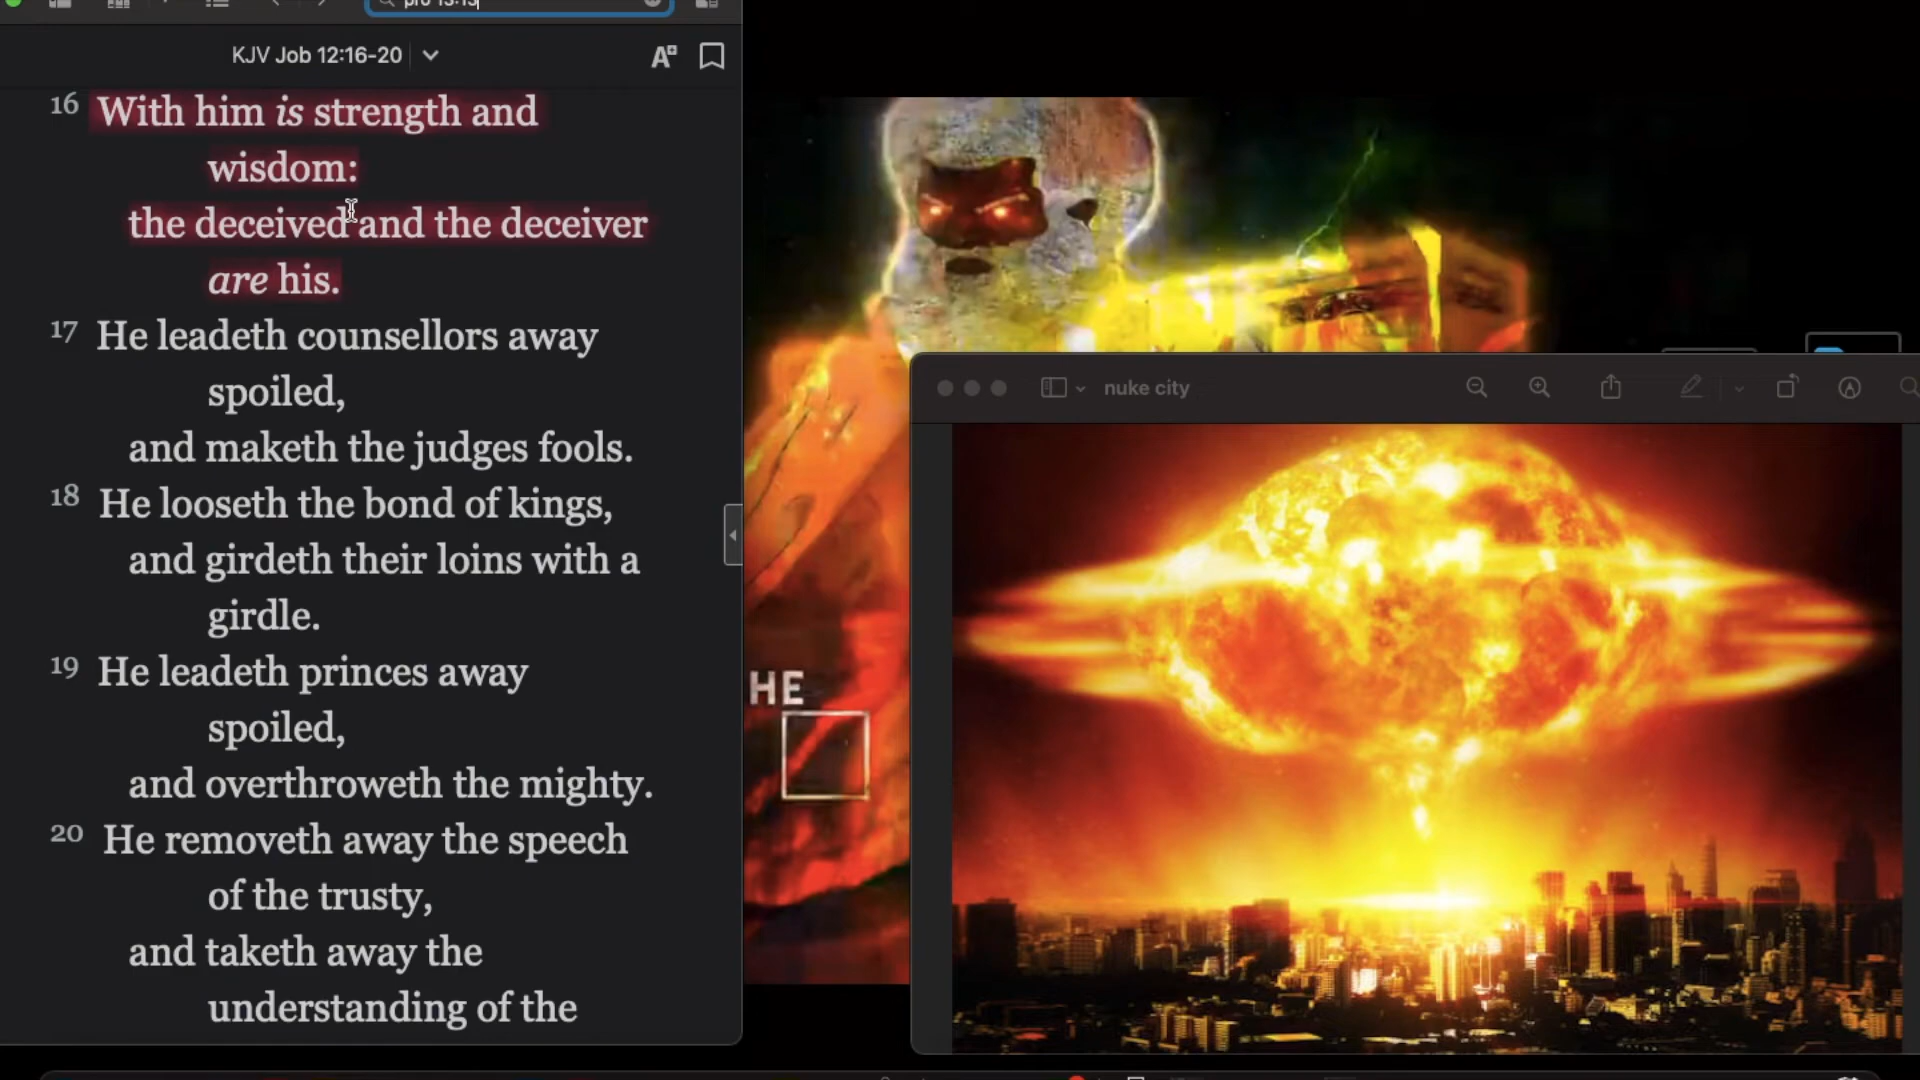 pro 13:13
KJV Job 12:16-20
16 With him is strength and
wisdom:
the deceived and the deceiver
are his.
17 He leadeth counsellors away
spoiled,
and maketh the judges fools.
18 He looseth the bond of kings,
and girdeth their loins with a
girdle.
19 He leadeth princes away
spoiled,
and overthroweth the mighty.
20 He removeth away the speech
of the trusty,
and taketh away the
understanding of the
HE
nuke city